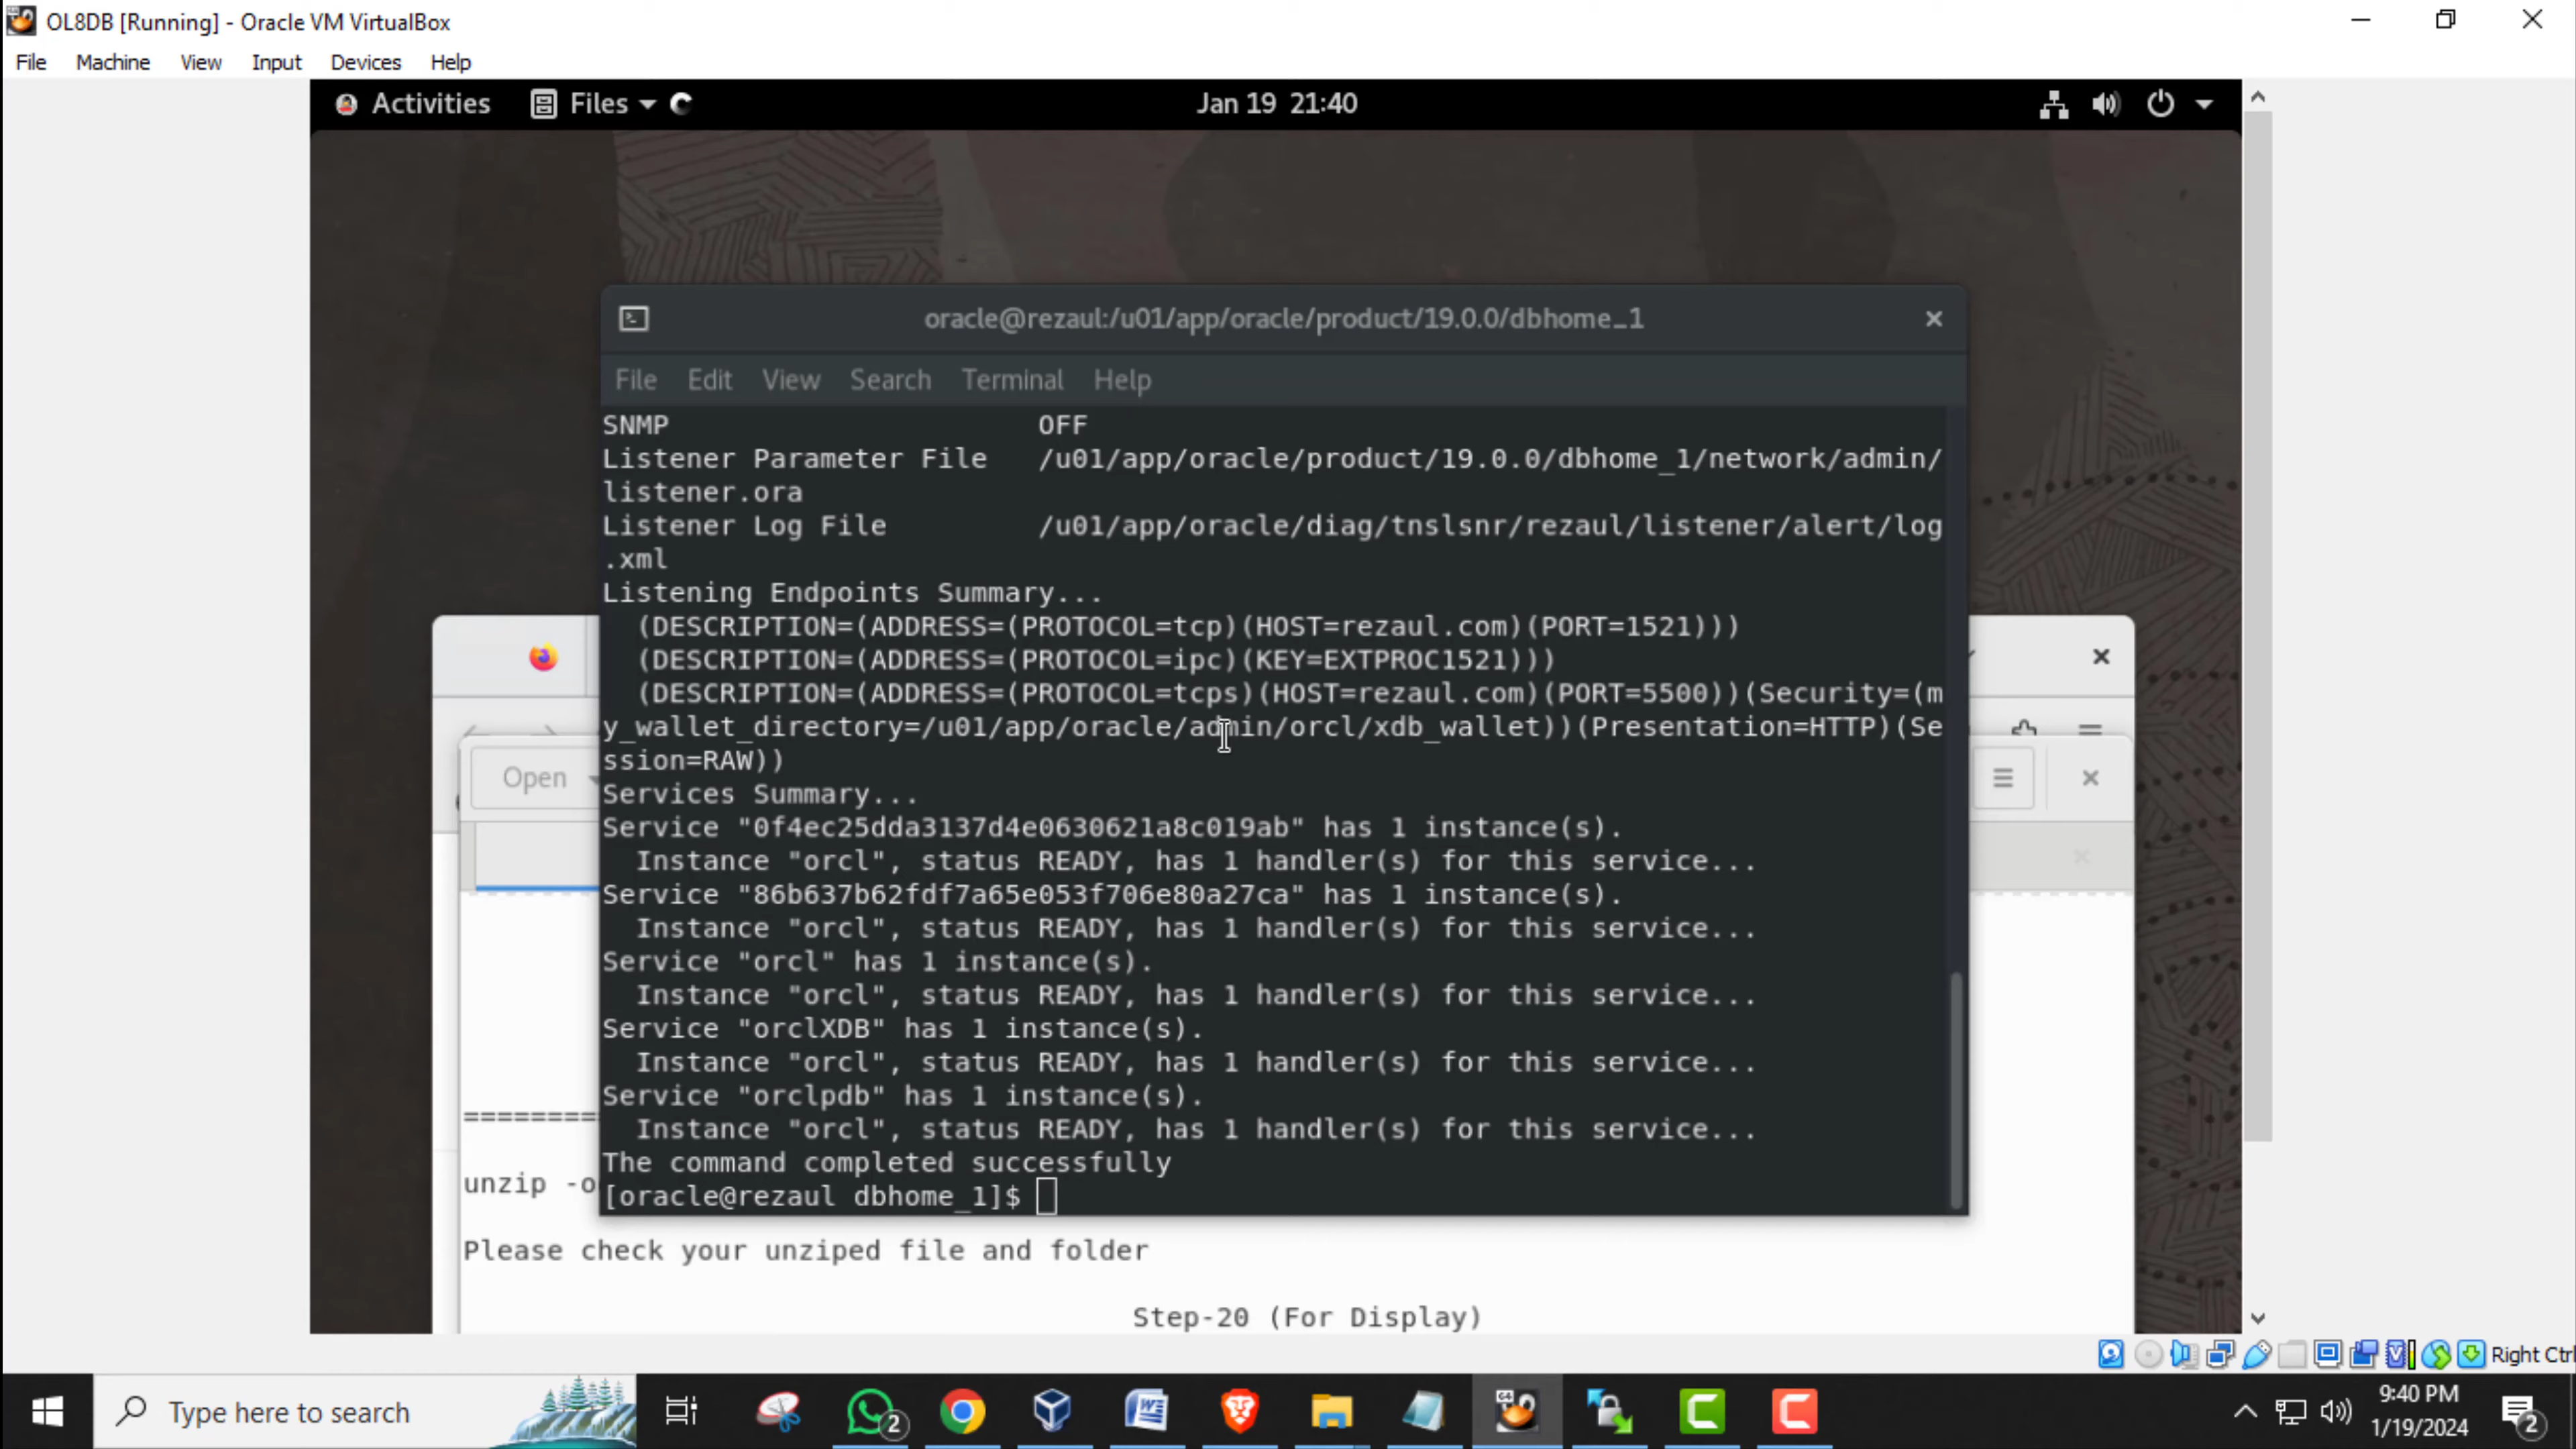 OL8DB [Running] - Oracle VM VirtualBox
File Machine View Input Devices Help
Activities Files Jan 19 21:40
oracle@rezaul:/u01/app/oracle/product/19.0.0/dbhome_1
File Edit View Search Terminal Help
SNMP OFF
Listener Parameter File /u01/app/oracle/product/19.0.0/dbhome_1/network/admin/
listener.ora
Listener Log File /u01/app/oracle/diag/tnslsnr/rezaul/listener/alert/log
.xml
Listening Endpoints Summary...
(DESCRIPTION=(ADDRESS=(PROTOCOL=tcp)(HOST=rezaul.com)(PORT=1521)))
(DESCRIPTION=(ADDRESS=(PROTOCOL=ipc)(KEY=EXTPROC1521)))
(DESCRIPTION=(ADDRESS=(PROTOCOL=tcps)(HOST=rezaul.com)(PORT=5500))(Security=(m
y_wallet_directory=/u01/app/oracle/admin/orcl/xdb_wallet))(Presentation=HTTP)(Se
ssion=RAW))
Open
Services Summary...
Service "0f4ec25dda3137d4e0630621a8c019ab" has 1 instance(s).
Instance "orcl", status READY, has 1 handler(s) for this service...
Service "86b637b62fdf7a65e053f706e80a27ca" has 1 instance(s).
Instance "orcl", status READY, has 1 handler(s) for this service...
Service "orcl" has 1 instance(s).
Instance "orcl", status READY, has 1 handler(s) for this service...
Service "orclXDB" has 1 instance(s).
Instance "orcl", status READY, has 1 handler(s) for this service...
Service "orclpdb" has 1 instance(s).
Instance "orcl", status READY, has 1 handler(s) for this service...
The command completed successfully
[oracle@rezaul dbhome_1]$
========
unzip -o
Please check your unziped file and folder
Step-20 (For Display)
Right Ctrl
Type here to search
2
9:40 PM
1/19/2024
2